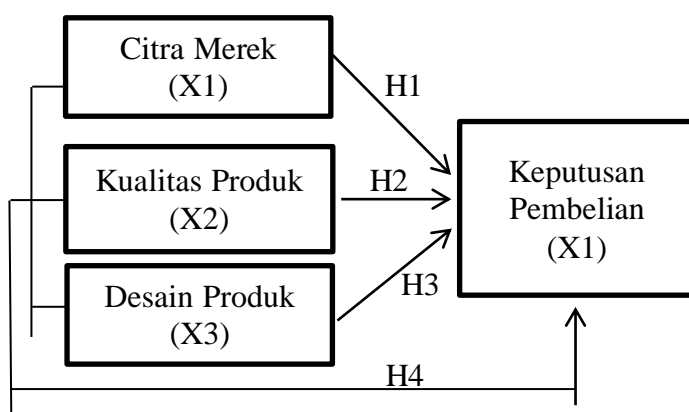 Citra Merek
(X1)
H1
Kualitas Produk
(X2)
H2
Keputusan
Pembelian
(X1)
Desain Produk
(X3)
H3
H4